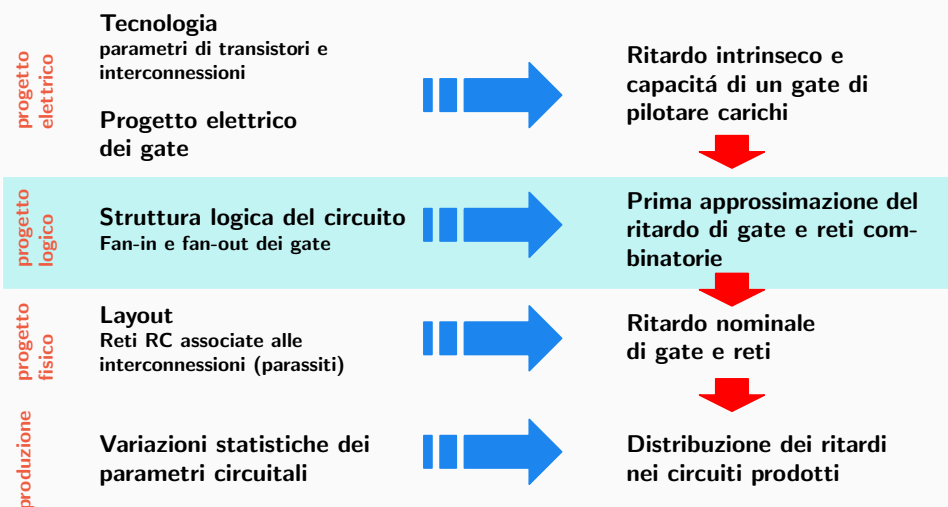 progetto
elettrico
Tecnologia
parametri di transistori e
interconnessioni
Progetto elettrico
dei gate
Ritardo intrinseco e
capacitá di un gate di
pilotare carichi
progetto
logico
Struttura logica del circuito
Fan-in e fan-out dei gate
Prima approssimazione del
ritardo di gate e reti com-
binatorie
progetto
fisico
Layout
Reti RC associate alle
interconnessioni (parassiti)
Ritardo nominale
di gate e reti
produzione
Variazioni statistiche dei
parametri circuitali
Distribuzione dei ritardi
nei circuiti prodotti